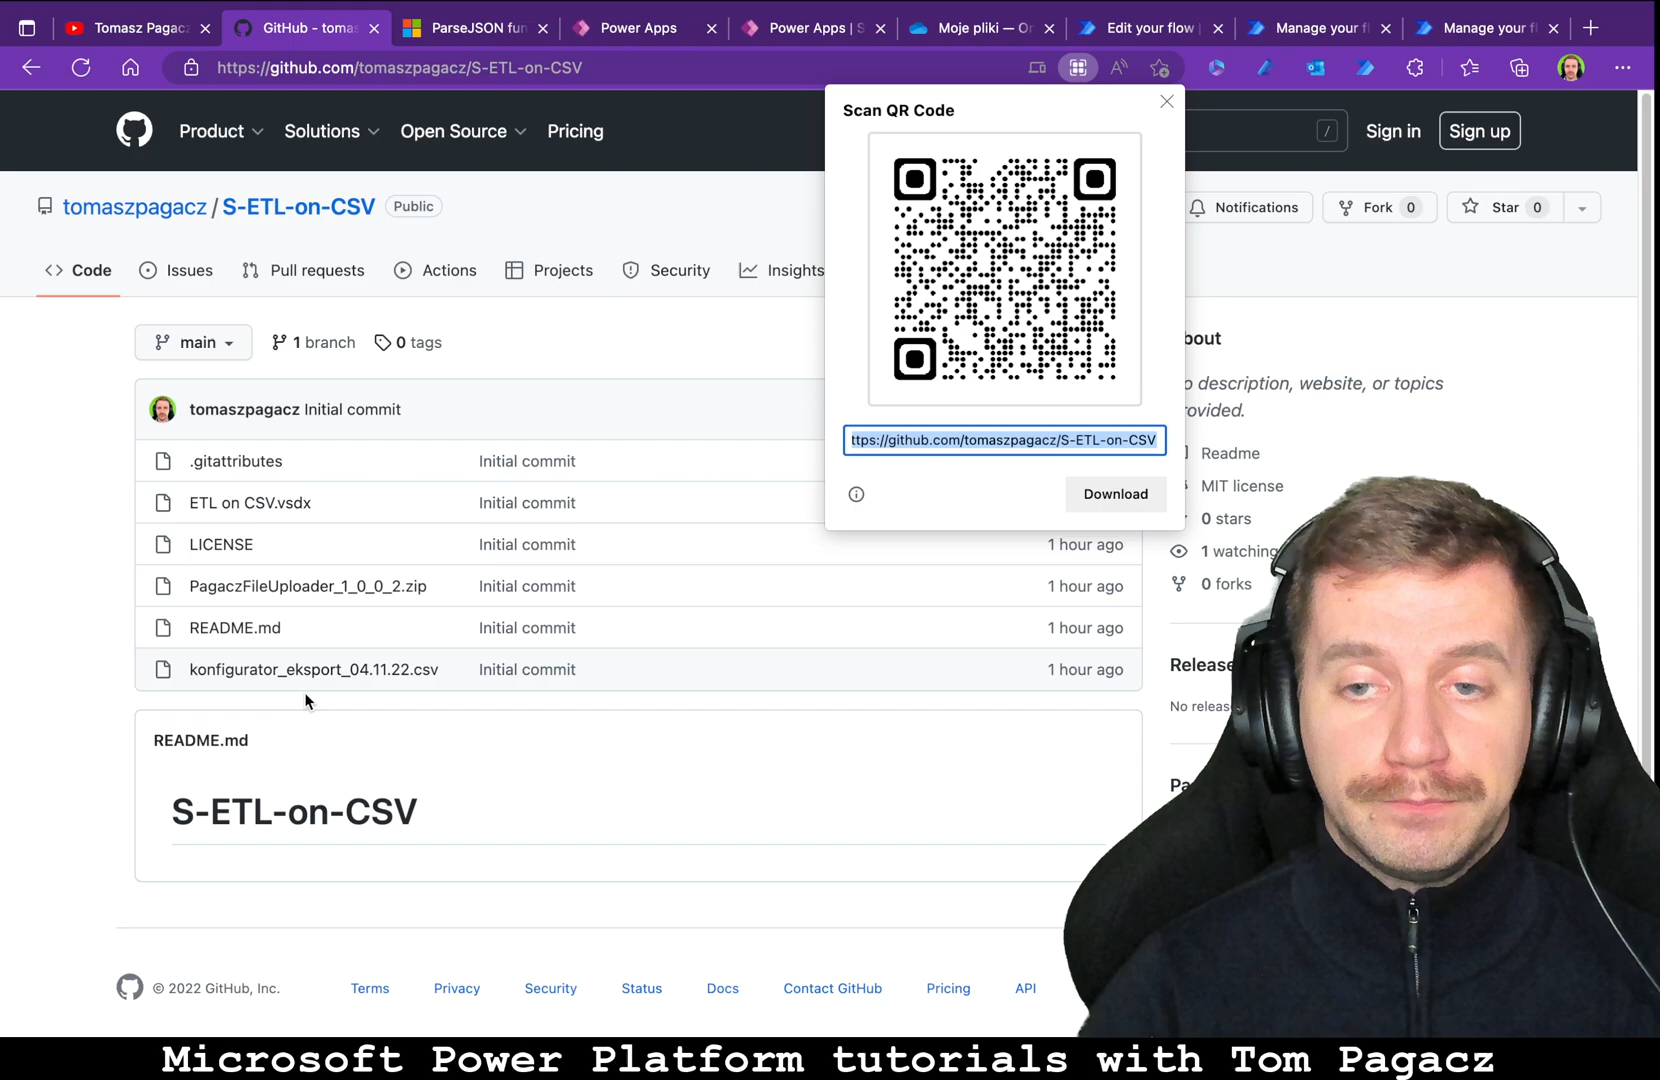 Tomasz Pagac
GitHub - tomas
ParseJSON fun
Power Apps
Power Apps | S
Moje pliki — On
Edit your flow |
Manage your fl
Manage your fl
https://github.com/tomaszpagacz/S-ETL-on-CSV
Scan QR Code
Product
Solutions
Open Source
Pricing
/
Sign in
Sign up
tomaszpagacz / S-ETL-on-CSV
Public
Notifications
Fork 0
Star 0
<> Code
Issues
Pull requests
Actions
Projects
Security
Insights
main
1 branch
0 tags
tomaszpagacz Initial commit
.gitattributes Initial commit
ETL on CSV.vsdx Initial commit
LICENSE Initial commit 1 hour ago
PagaczFileUploader_1_0_0_2.zip Initial commit 1 hour ago
README.md Initial commit 1 hour ago
konfigurator_eksport_04.11.22.csv Initial commit 1 hour ago
ttps://github.com/tomaszpagacz/S-ETL-on-CSV
Download
bout
description, website, or topics
ovided.
Readme
MIT license
0 stars
1 watching
0 forks
Release
No releas
Pa
README.md
S-ETL-on-CSV
© 2022 GitHub, Inc.
Terms
Privacy
Security
Status
Docs
Contact GitHub
Pricing
API
Microsoft Power Platform tutorials with Tom Pagacz